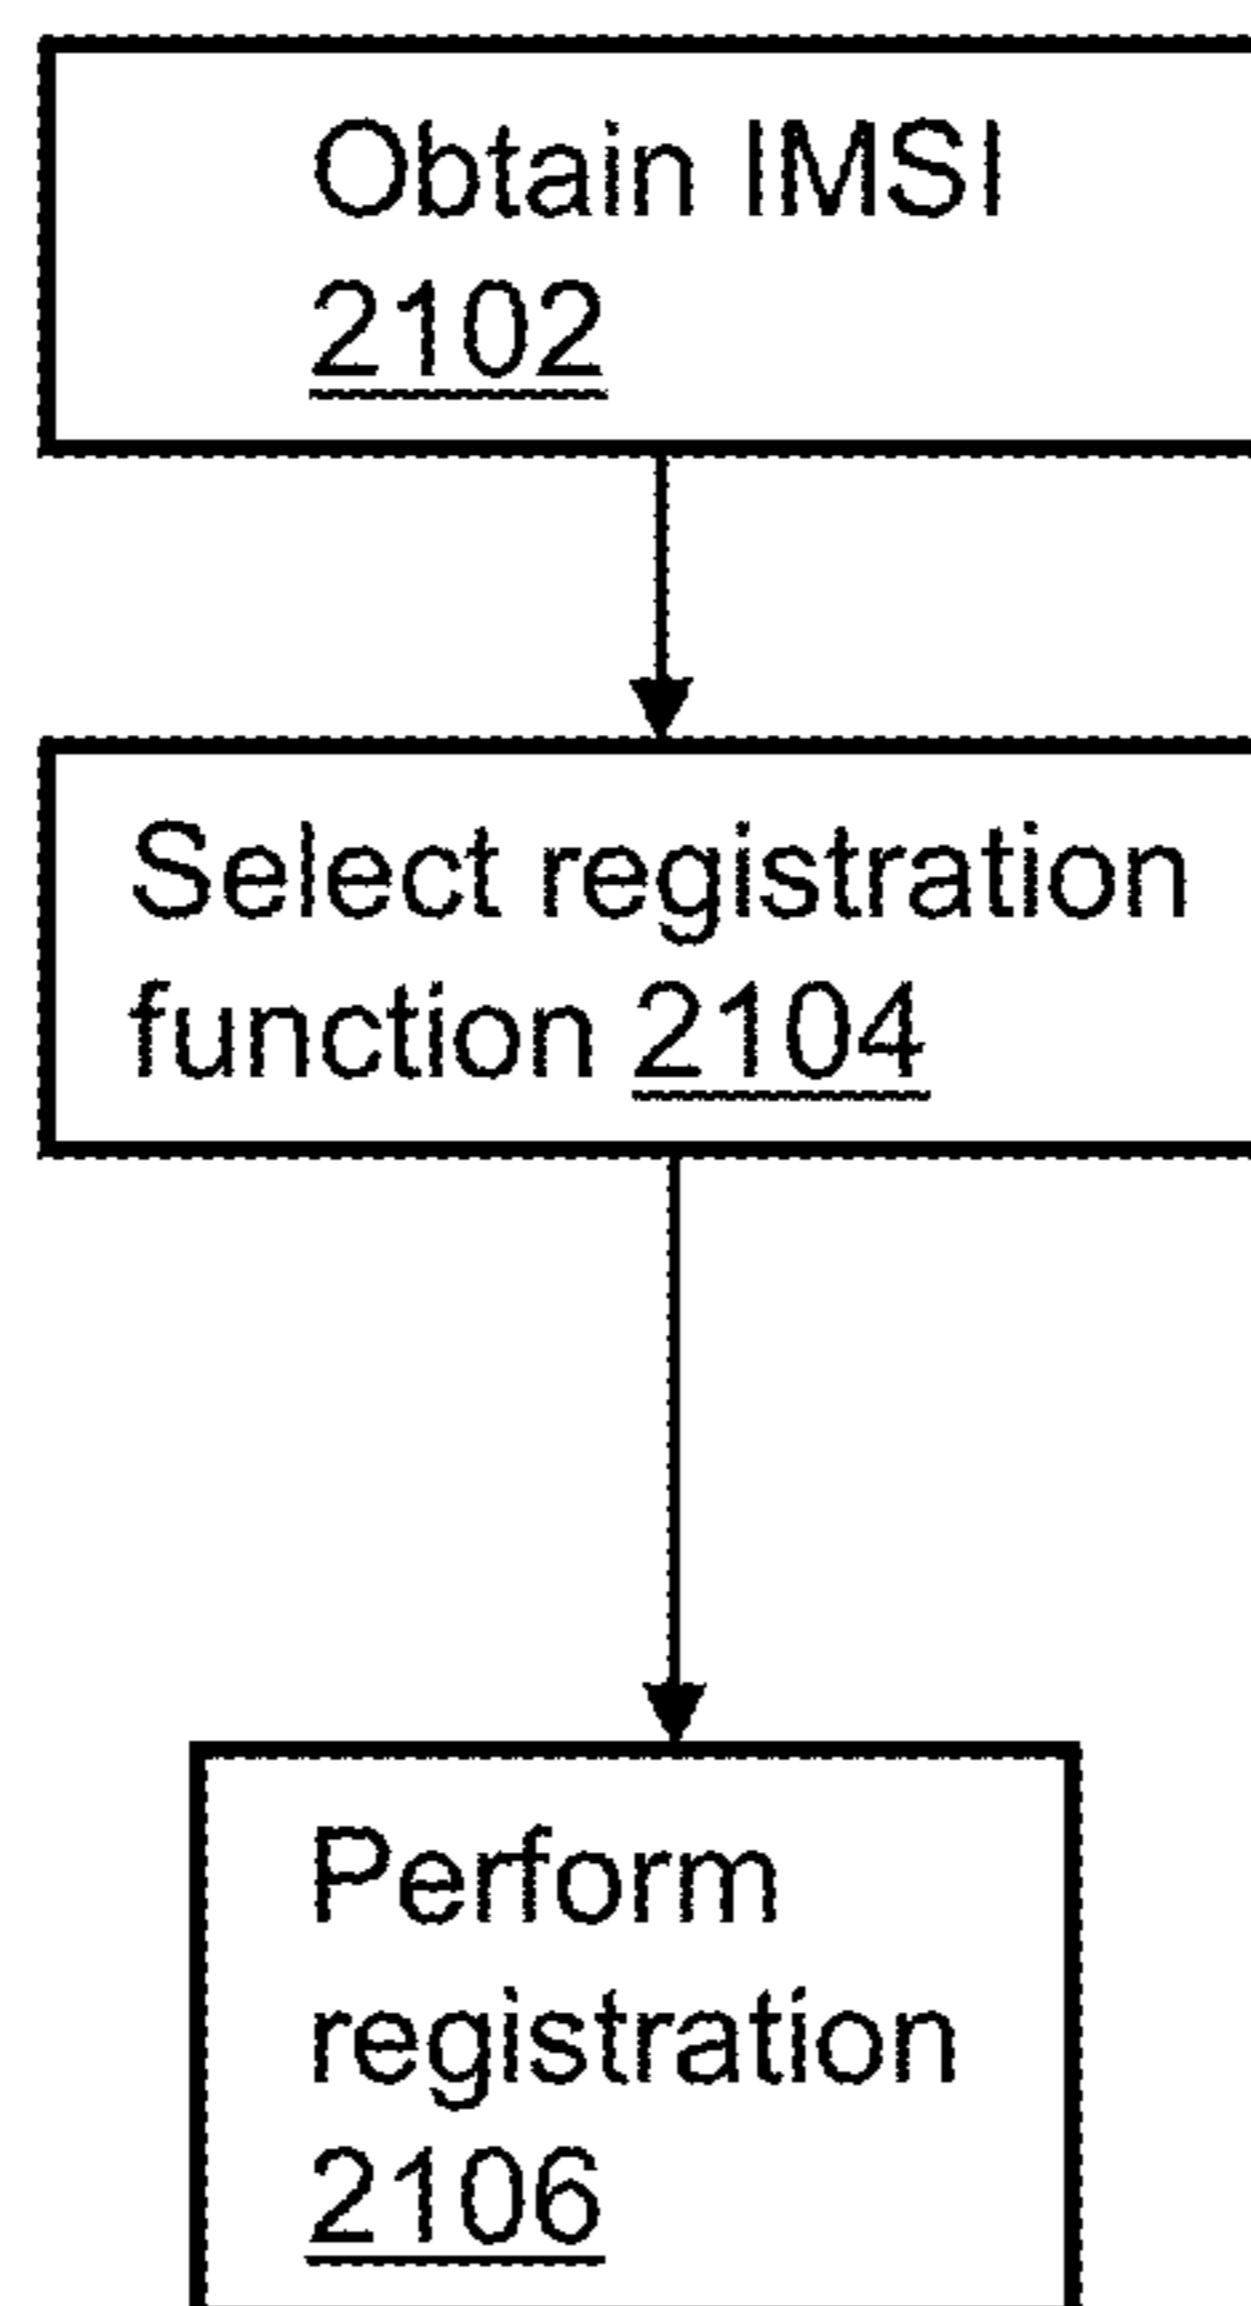 Obtain IMSI
2102
Select registration
function 2104
Perform
registration
2106